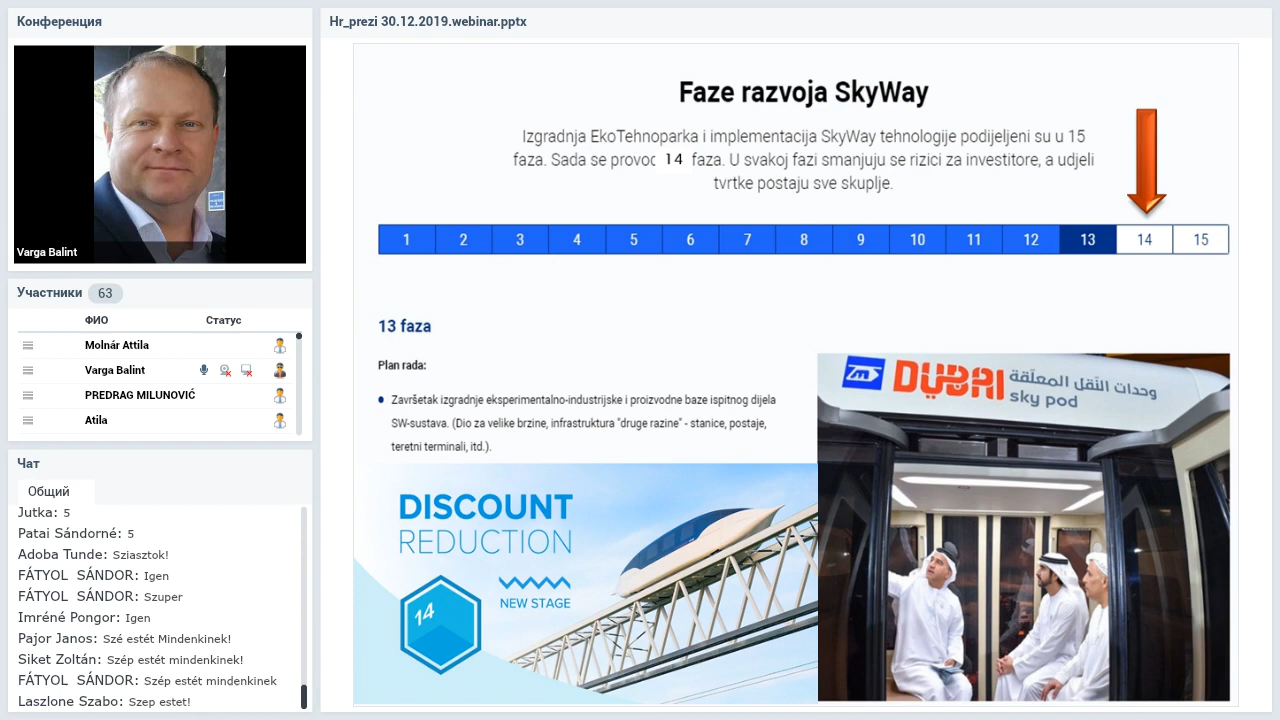 Конференция
Varga Balint
Участники 63
ФИО Статус
Molnár Attila
Varga Balint
PREDRAG MILUNOVIĆ
Atila
Чат
Общий
Jutka: 5
Patai Sándorné: 5
Adoba Tunde: Sziasztok!
FÁTYOL SÁNDOR: Igen
FÁTYOL SÁNDOR: Szuper
Imréné Pongor: Igen
Pajor Janos: Szé estét Mindenkinek!
Siket Zoltán: Szép estét mindenkinek!
FÁTYOL SÁNDOR: Szép estét mindenkinek
Laszlone Szabo: Szep estet!
Hr_prezi 30.12.2019.webinar.pptx
Faze razvoja SkyWay
Izgradnja EkoTehnoparka i implementacija SkyWay tehnologije podijeljeni su u 15
faza. Sada se provoc 14 faza. U svakoj fazi smanjuju se rizici za investitore, a udjeli
tvrtke postaju sve skuplje.
1 2 3 4 5 6 7 8 9 10 11 12 13 14 15
13 faza
Plan rada:
Završetak izgradnje eksperimentalno-industrijske i proizvodne baze ispitnog dijela
SW-sustava. (Dio za velike brzine, infrastruktura "druge razine" - stanice, postaje,
teretni terminali, itd.).
DISCOUNT
REDUCTION
14
NEW STAGE
DUBAI وحدات النقل المعلّقة
sky pod